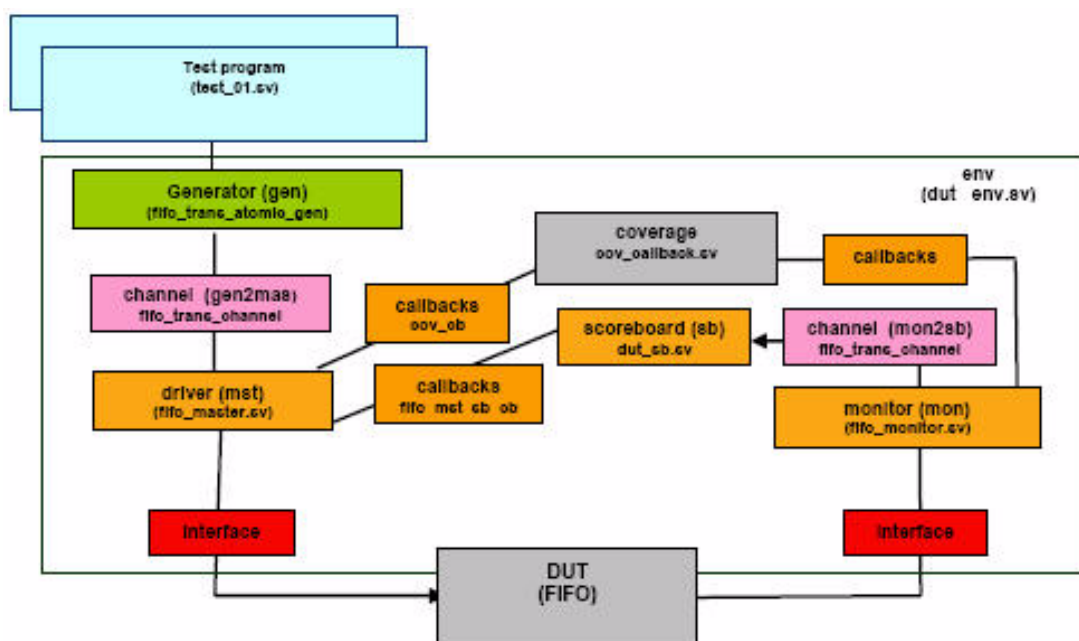 Test program
(test_01.sv)
Generator (gen)
(fifo_trans_atomic_gen)
env
(dut_env.sv)
coverage
cov_callback.sv
callbacks
channel (gen2mas)
fifo_trans_channel
callbacks
cov_cb
scoreboard (sb)
dut_sb.sv
channel (mon2sb)
fifo_trans_channel
driver (mst)
(fifo_master.sv)
callbacks
fifo_mst_sb_cb
monitor (mon)
(fifo_monitor.sv)
Interface
Interface
DUT
(FIFO)